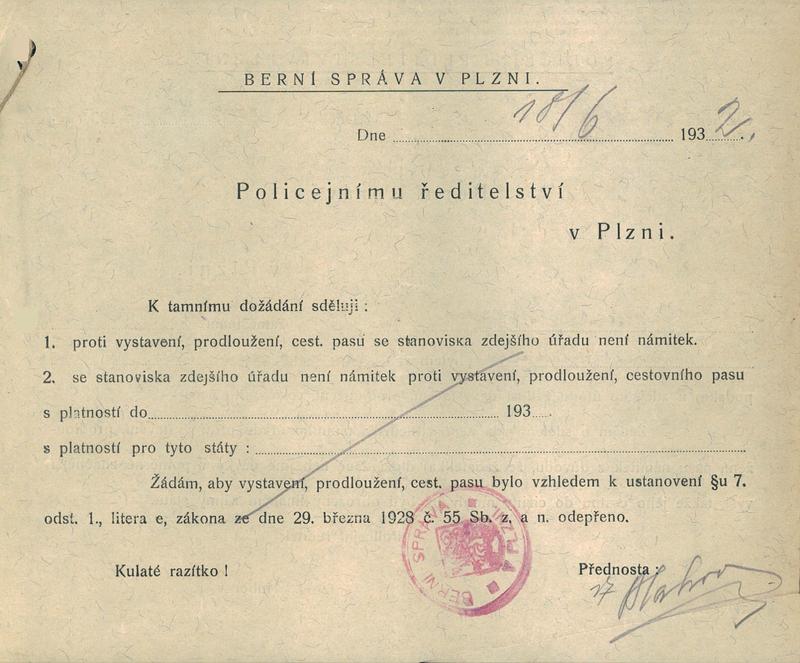 BERNÍ SPRÁVA V PLZNI.
Dne 18/6 1932.
Policejnímu ředitelství
v Plzni.
K tamnímu dožádání sděluji :
1. proti vystavení, prodloužení, cest. pasu se stanoviska zdejšího úřadu není námitek.
2. se stanoviska zdejšího úřadu není námitek proti vystavení, prodloužení, cestovního pasu
s platností do 193
s platností pro tyto státy :
Žádám, aby vystavení, prodloužení, cest. pasu bylo vzhledem k ustanovení §u 7.
odst. 1., litera e, zákona ze dne 29. března 1928 č. 55 Sb. z. a n. odepřeno.
BERNÍ SPRÁVA V PLZNI
Kulaté razítko !
Přednosta :